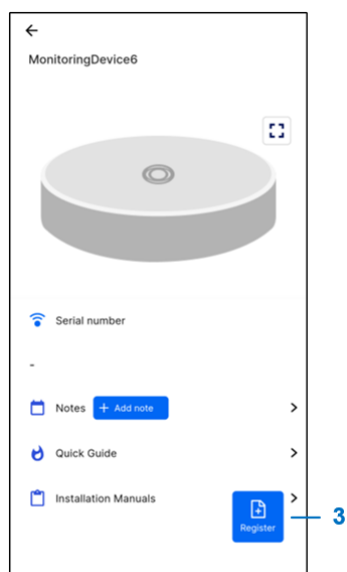 MonitoringDevice6
Serial number
-
Notes + Add note
Quick Guide
Installation Manuals
Register
3